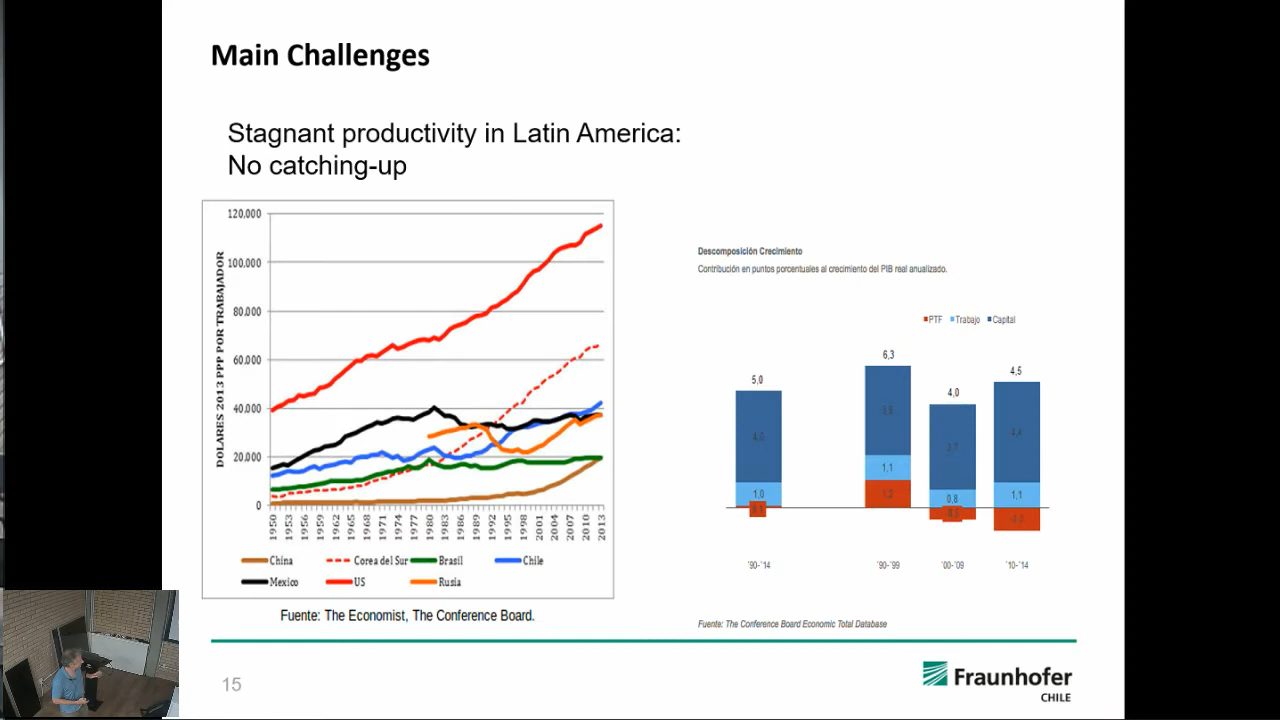 Main Challenges
Stagnant productivity in Latin America:
No catching-up
DOLARES 2013 PPP POR TRABAJADOR
120,000
100,000
80,000
60,000
40,000
20,000
0
1950 1953 1956 1959 1962 1965 1968 1971 1974 1977 1980 1983 1986 1989 1992 1995 1998 2001 2004 2007 2010 2013
China Corea del Sur Brasil Chile
Mexico US Rusia
Fuente: The Economist, The Conference Board.
Descomposición Crecimiento
Contribución en puntos porcentuales al crecimiento del PIB real anualizado.
PTF Trabajo Capital
5,0 6,3 4,0 4,5
4,0 4,4
1,0 1,1 0,8 1,1
'90-'14 '90-'99 '00-'09 '10-'14
Fuente: The Conference Board Economic Total Database
15
Fraunhofer
CHILE